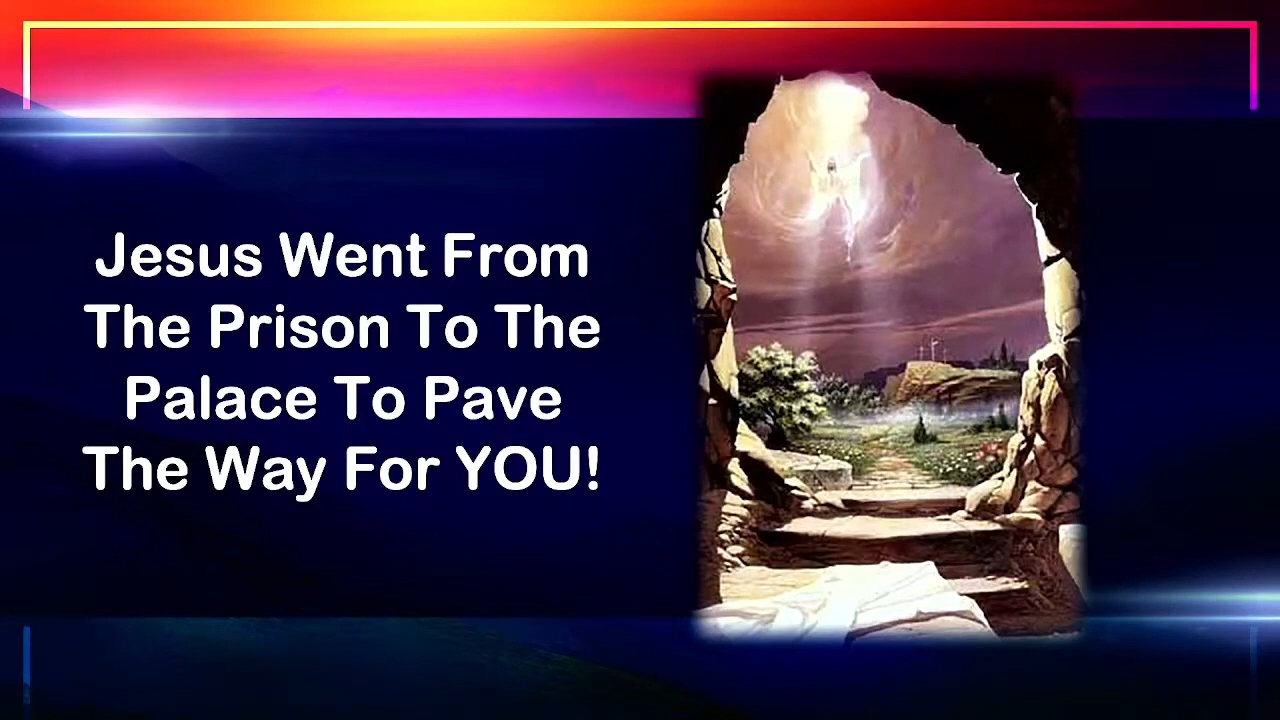 Jesus Went From
The Prison To The
Palace To Pave
The Way For YOU!